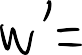 w' =